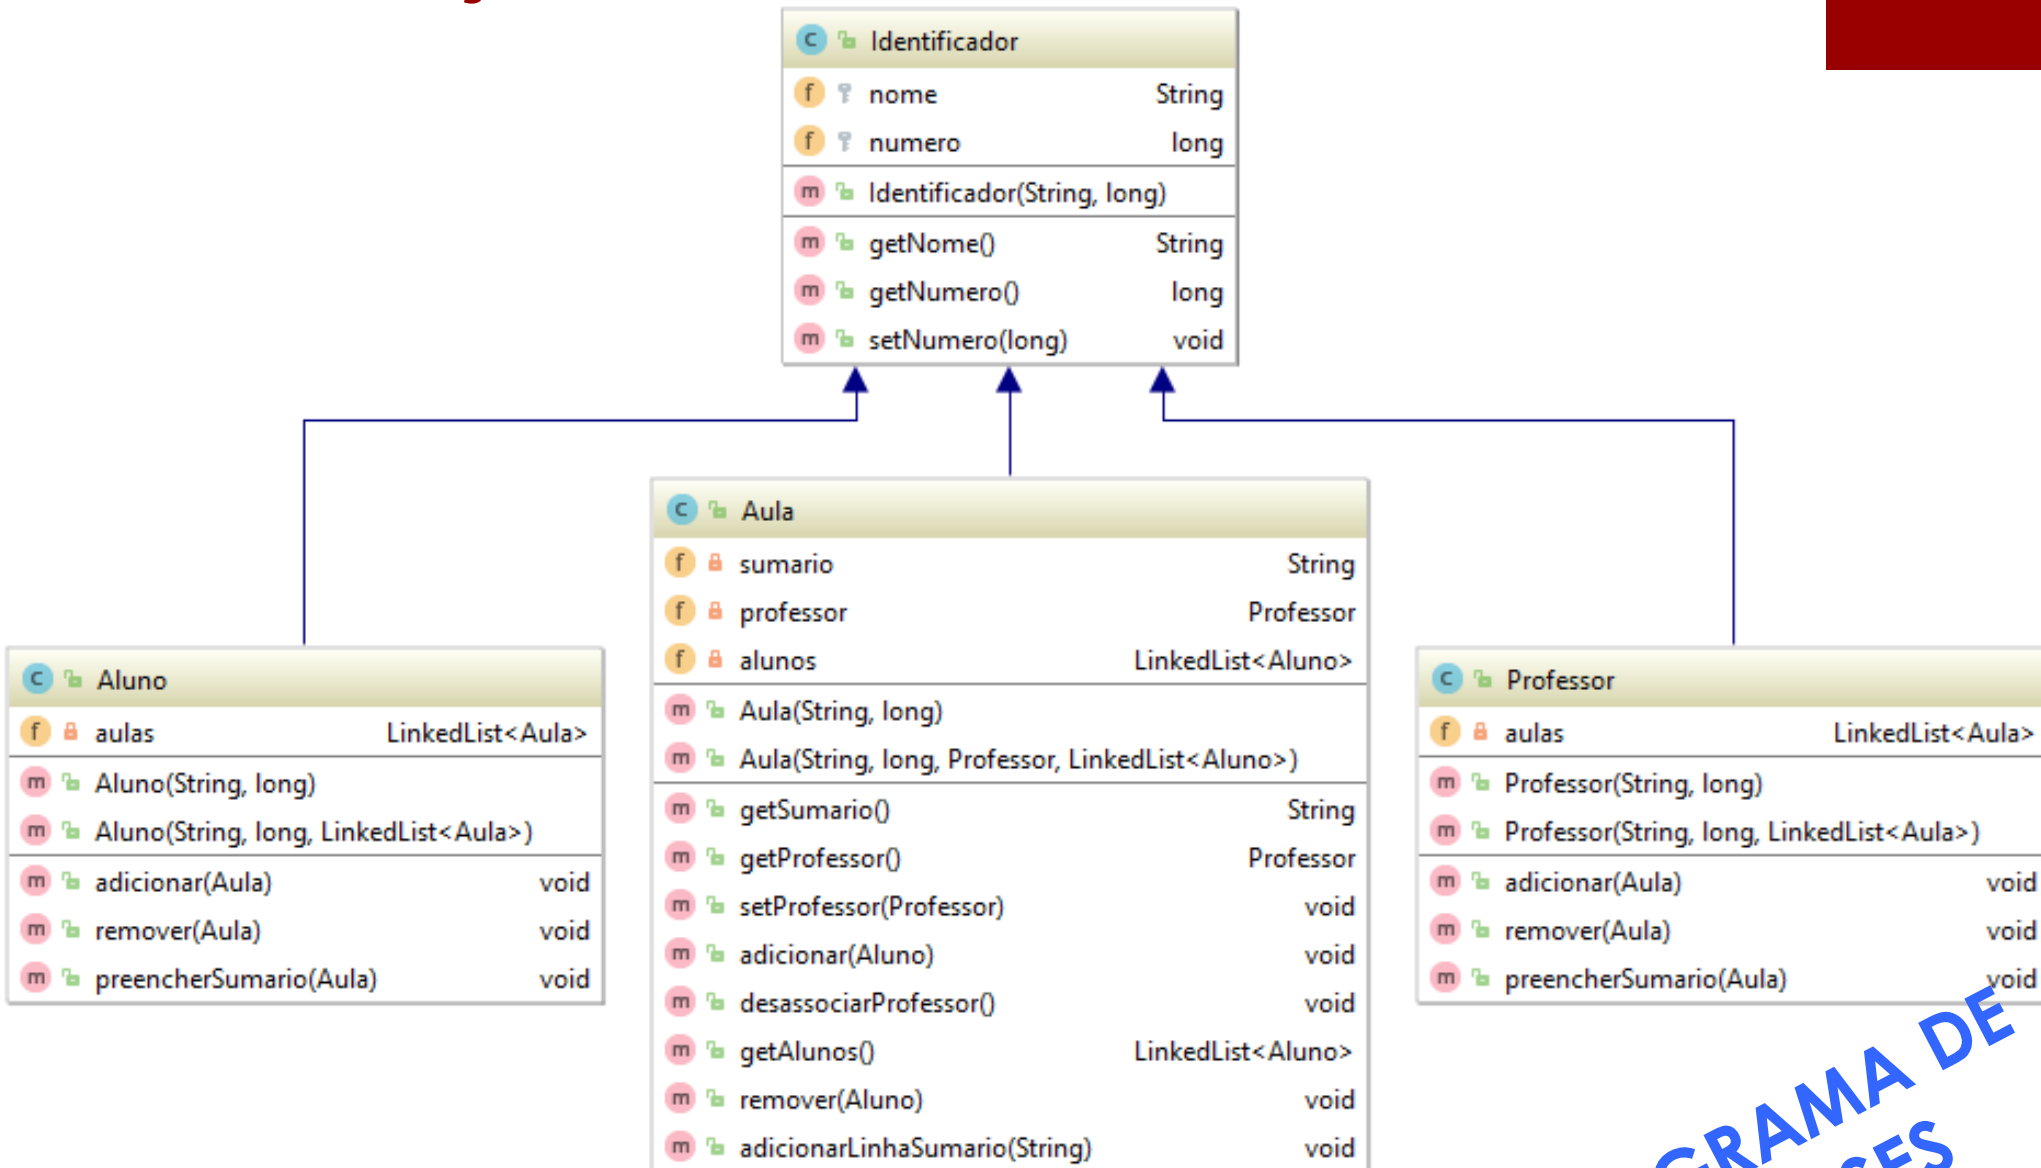 Identificador
nome String
numero long
Identificador(String, long)
getNome() String
getNumero() long
setNumero(long) void
Aula
sumario String
professor Professor
alunos LinkedList<Aluno>
Aula(String, long)
Aula(String, long, Professor, LinkedList<Aluno>)
getSumario() String
getProfessor() Professor
setProfessor(Professor) void
adicionar(Aluno) void
desassociarProfessor() void
getAlunos() LinkedList<Aluno>
remover(Aluno) void
adicionarLinhaSumario(String) void
Aluno
aulas LinkedList<Aula>
Aluno(String, long)
Aluno(String, long, LinkedList<Aula>)
adicionar(Aula) void
remover(Aula) void
preencherSumario(Aula) void
Professor
aulas LinkedList<Aula>
Professor(String, long)
Professor(String, long, LinkedList<Aula>)
adicionar(Aula) void
remover(Aula) void
preencherSumario(Aula) void
GRAMA DE
SES